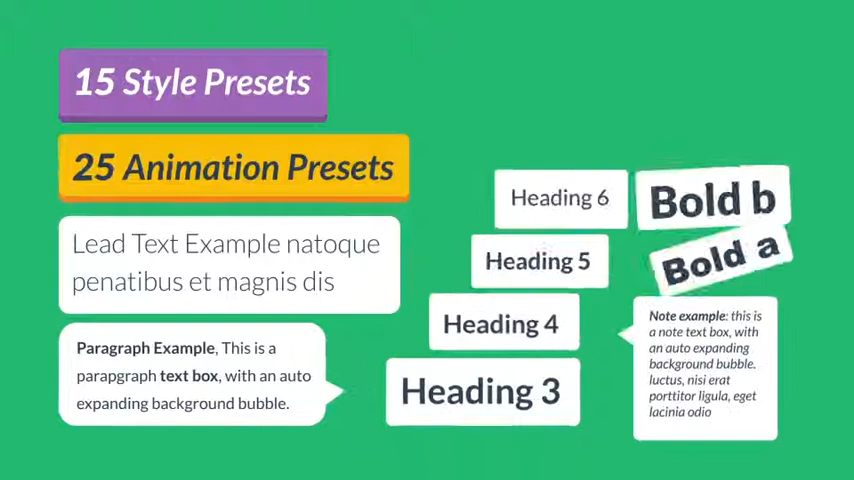 15 Style Presets
25 Animation Presets
Lead Text Example natoque
penatibus et magnis dis
Paragraph Example, This is a
parapgraph text box, with an auto
expanding background bubble.
Heading 6
Heading 5
Heading 4
Heading 3
Bold b
Bold a
Note example: this is
a note text box, with
an auto expanding
background bubble.
luctus, nisi erat
porttitor ligula, eget
lacinia odio